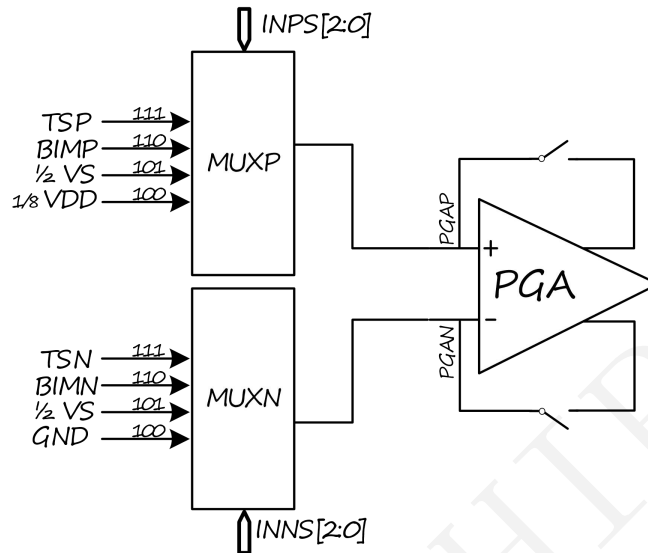 INPS[2:0]
TSP 111
BIMP 110
½ VS 101
1/8 VDD 100
MUXP
PGAP
+
PGA
-
PGAN
TSN 111
BIMN 110
½ VS 101
GND 100
MUXN
INNS[2:0]